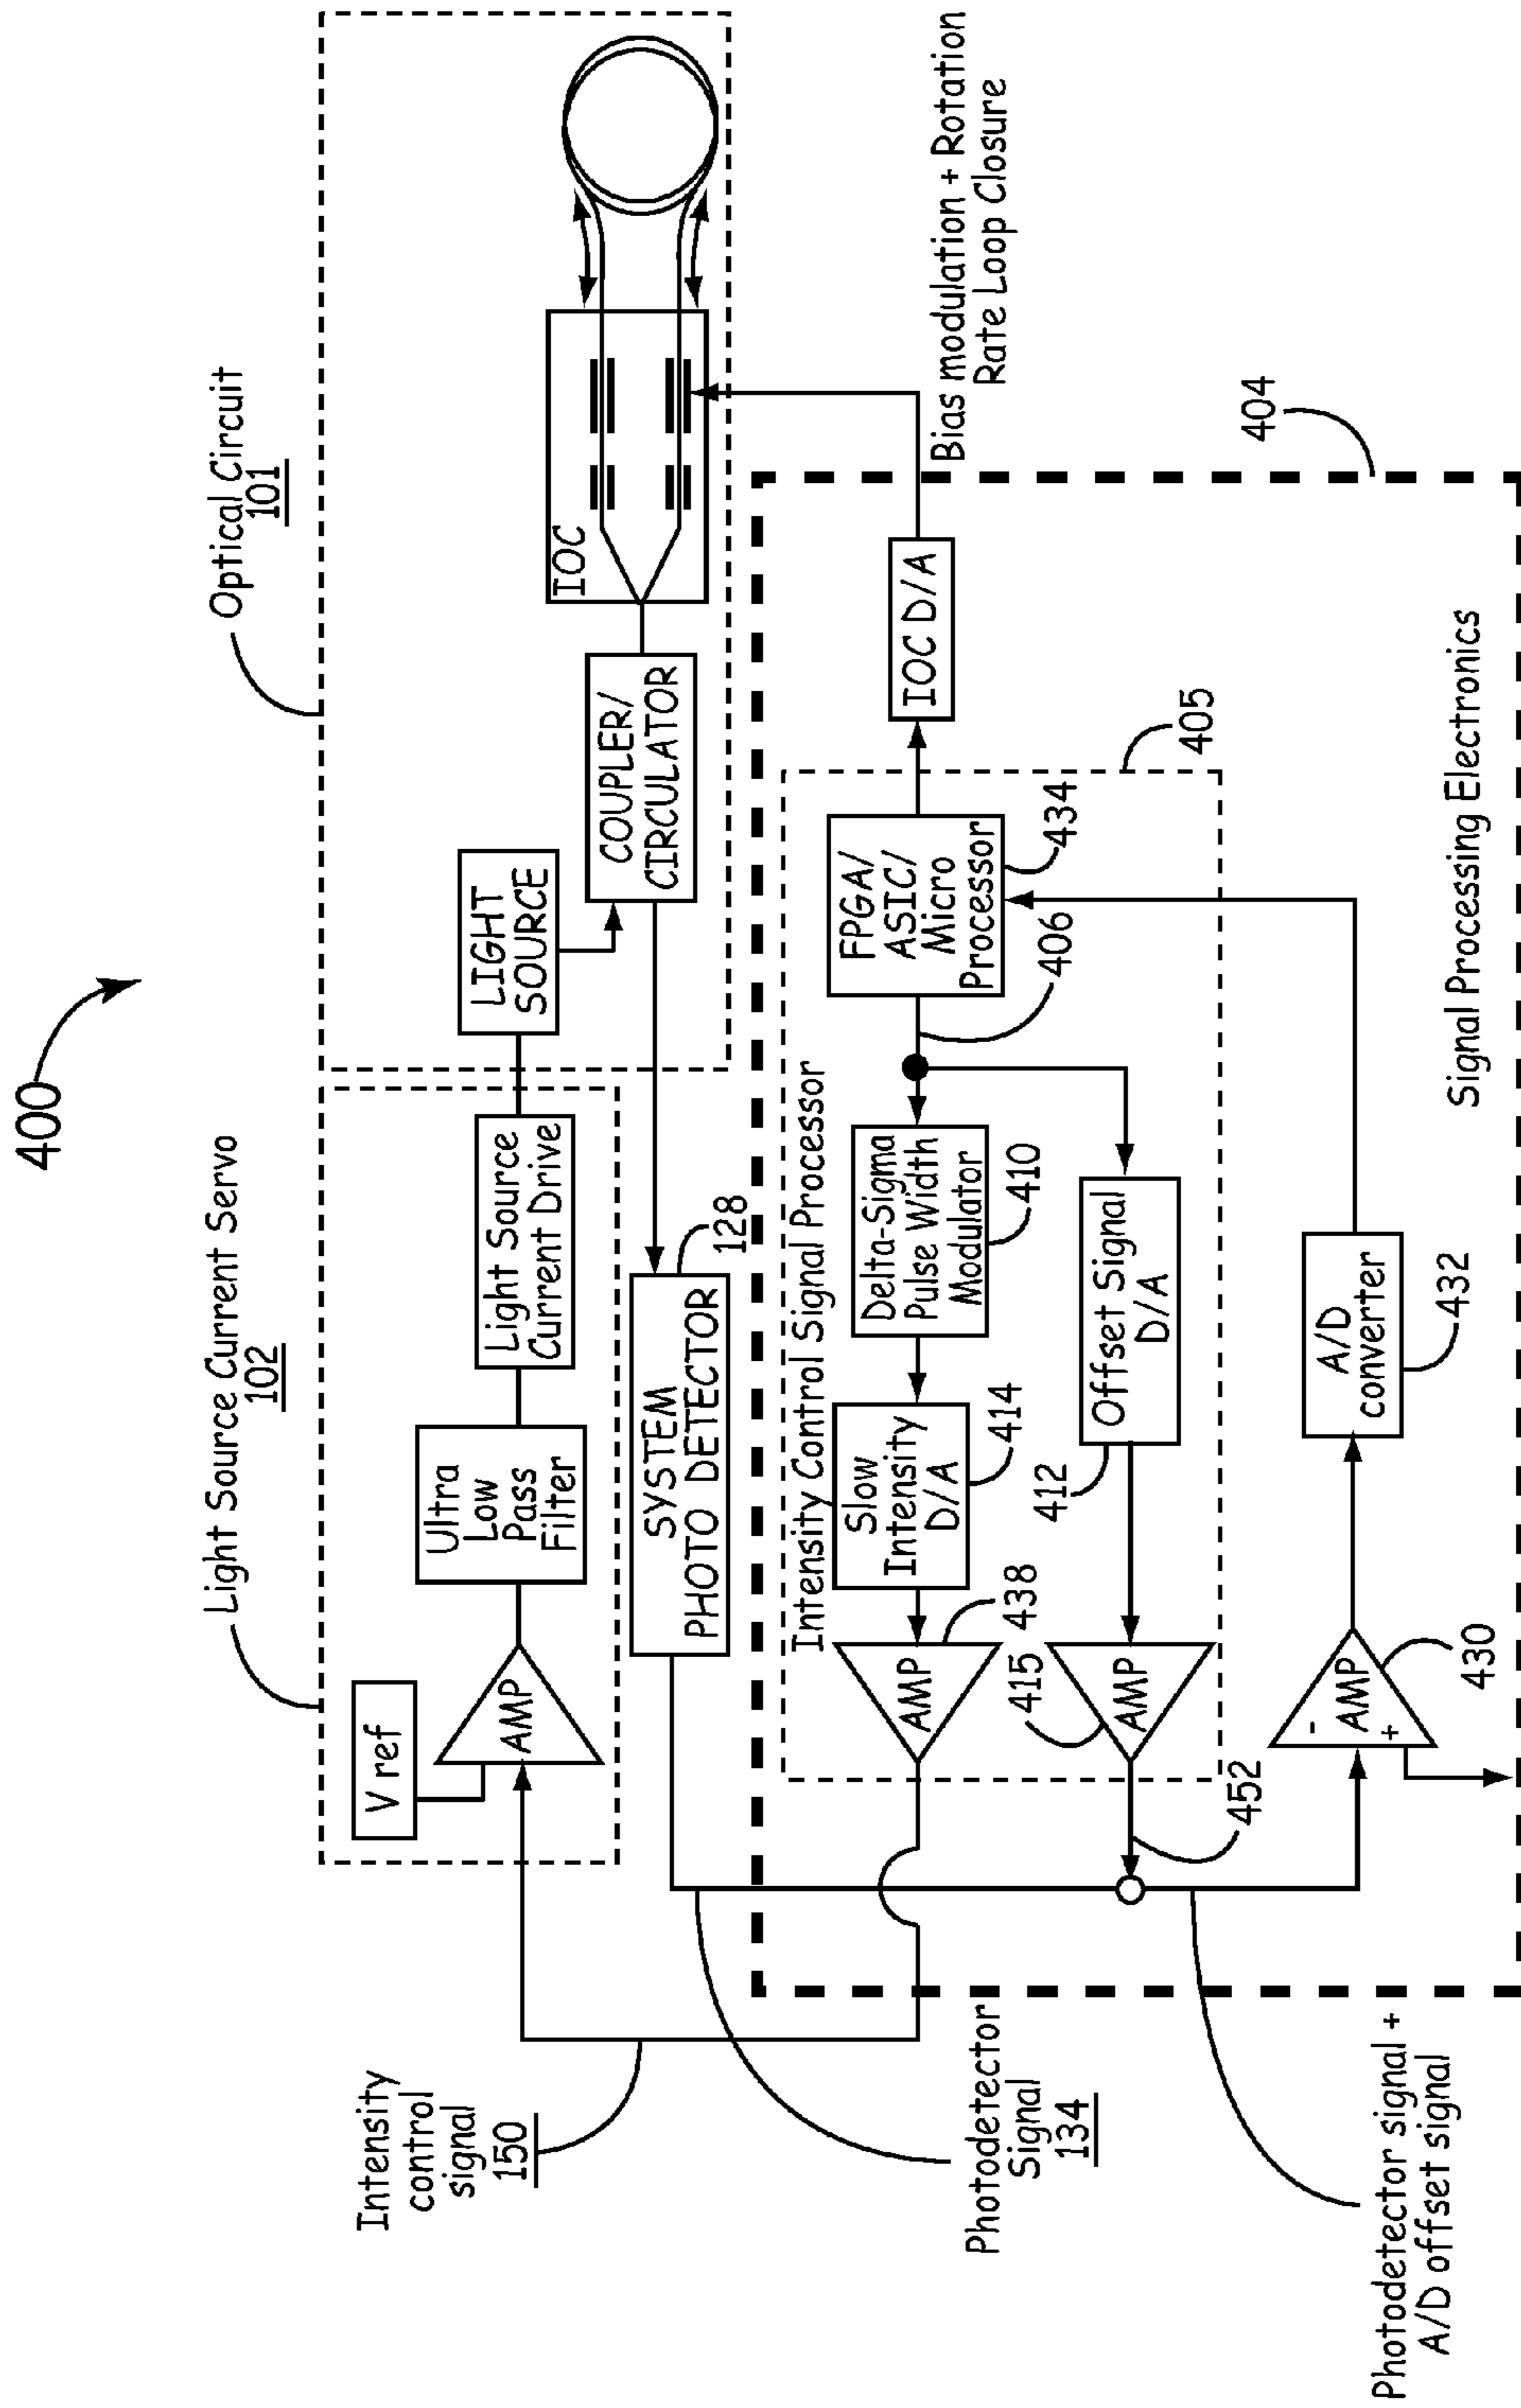 400
Light Source Current Servo
102
Optical Circuit
101
V ref
AMP
Ultra
Low
Pass
Filter
Light Source
Current Drive
LIGHT
SOURCE
COUPLER/
CIRCULATOR
IOC
SYSTEM
PHOTO DETECTOR
128
Intensity
control
signal
150
Photodetector
Signal
134
Photodetector signal +
A/D offset signal
Intensity Control Signal Processor
AMP
438
Slow
Intensity
D/A
414
Delta-Sigma
Pulse Width
Modulator
410
FPGA/
ASIC/
Micro
Processor
434
406
405
IOC D/A
Bias modulation + Rotation
Rate Loop Closure
404
415
AMP
452
412
Offset Signal
D/A
-
AMP
+
430
A/D
converter
432
Signal Processing Electronics